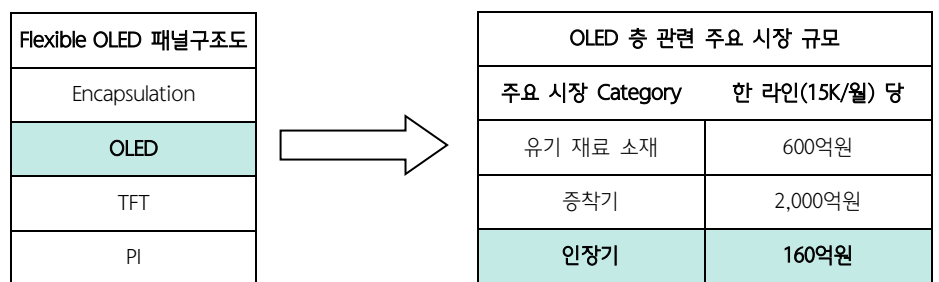 Flexible OLED 패널구조도
Encapsulation
OLED
TFT
PI
OLED 층 관련 주요 시장 규모
주요 시장 Category 한 라인(15K/월) 당
유기 재료 소재 600억원
증착기 2,000억원
인장기 160억원